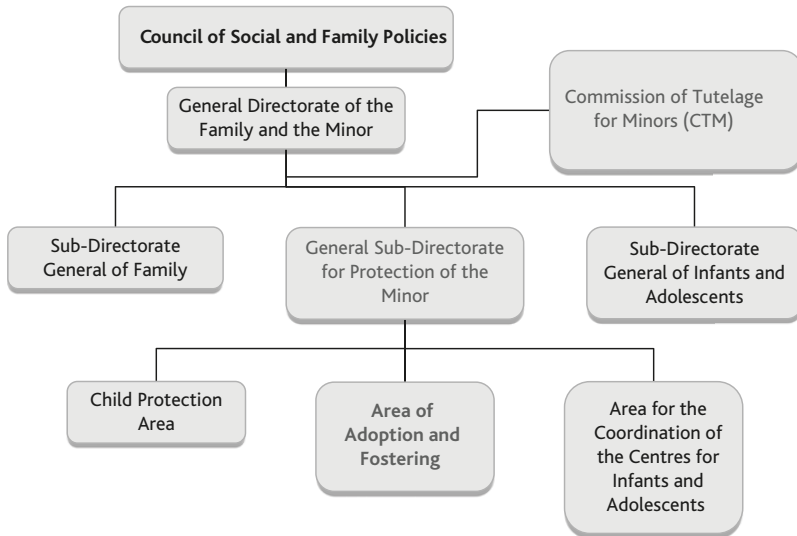 Council of Social and Family Policies
General Directorate of the
Family and the Minor
Commission of Tutelage
for Minors (CTM)
Sub-Directorate
General of Family
General Sub-Directorate
for Protection of the
Minor
Sub-Directorate
General of Infants and
Adolescents
Child Protection
Area
Area of
Adoption and
Fostering
Area for the
Coordination of
the Centres for
Infants and
Adolescents